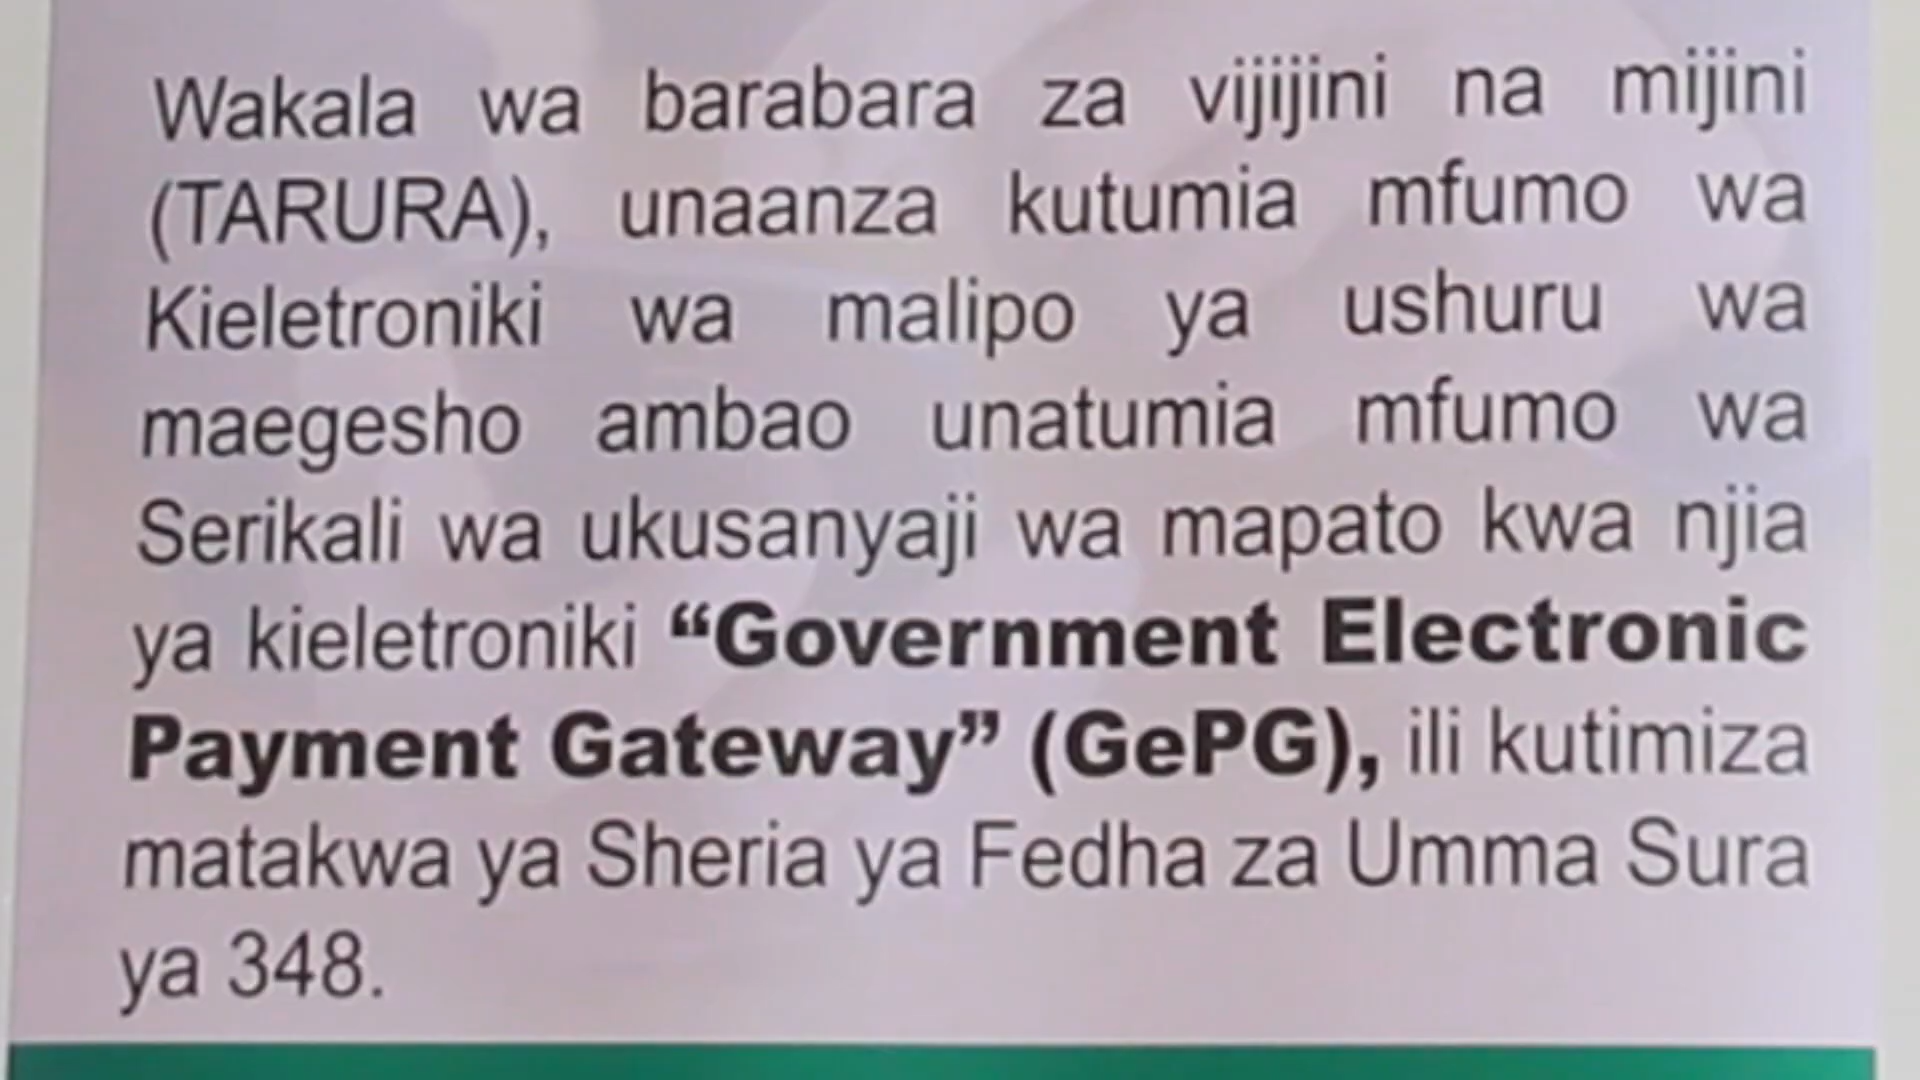 Wakala wa barabara za vijijini na mijini
(TARURA), unaanza kutumia mfumo wa
Kieletroniki wa malipo ya ushuru wa
maegesho ambao unatumia mfumo wa
Serikali wa ukusanyaji wa mapato kwa njia
ya kieletroniki “Government Electronic
Payment Gateway” (GePG), ili kutimiza
matakwa ya Sheria ya Fedha za Umma Sura
ya 348.